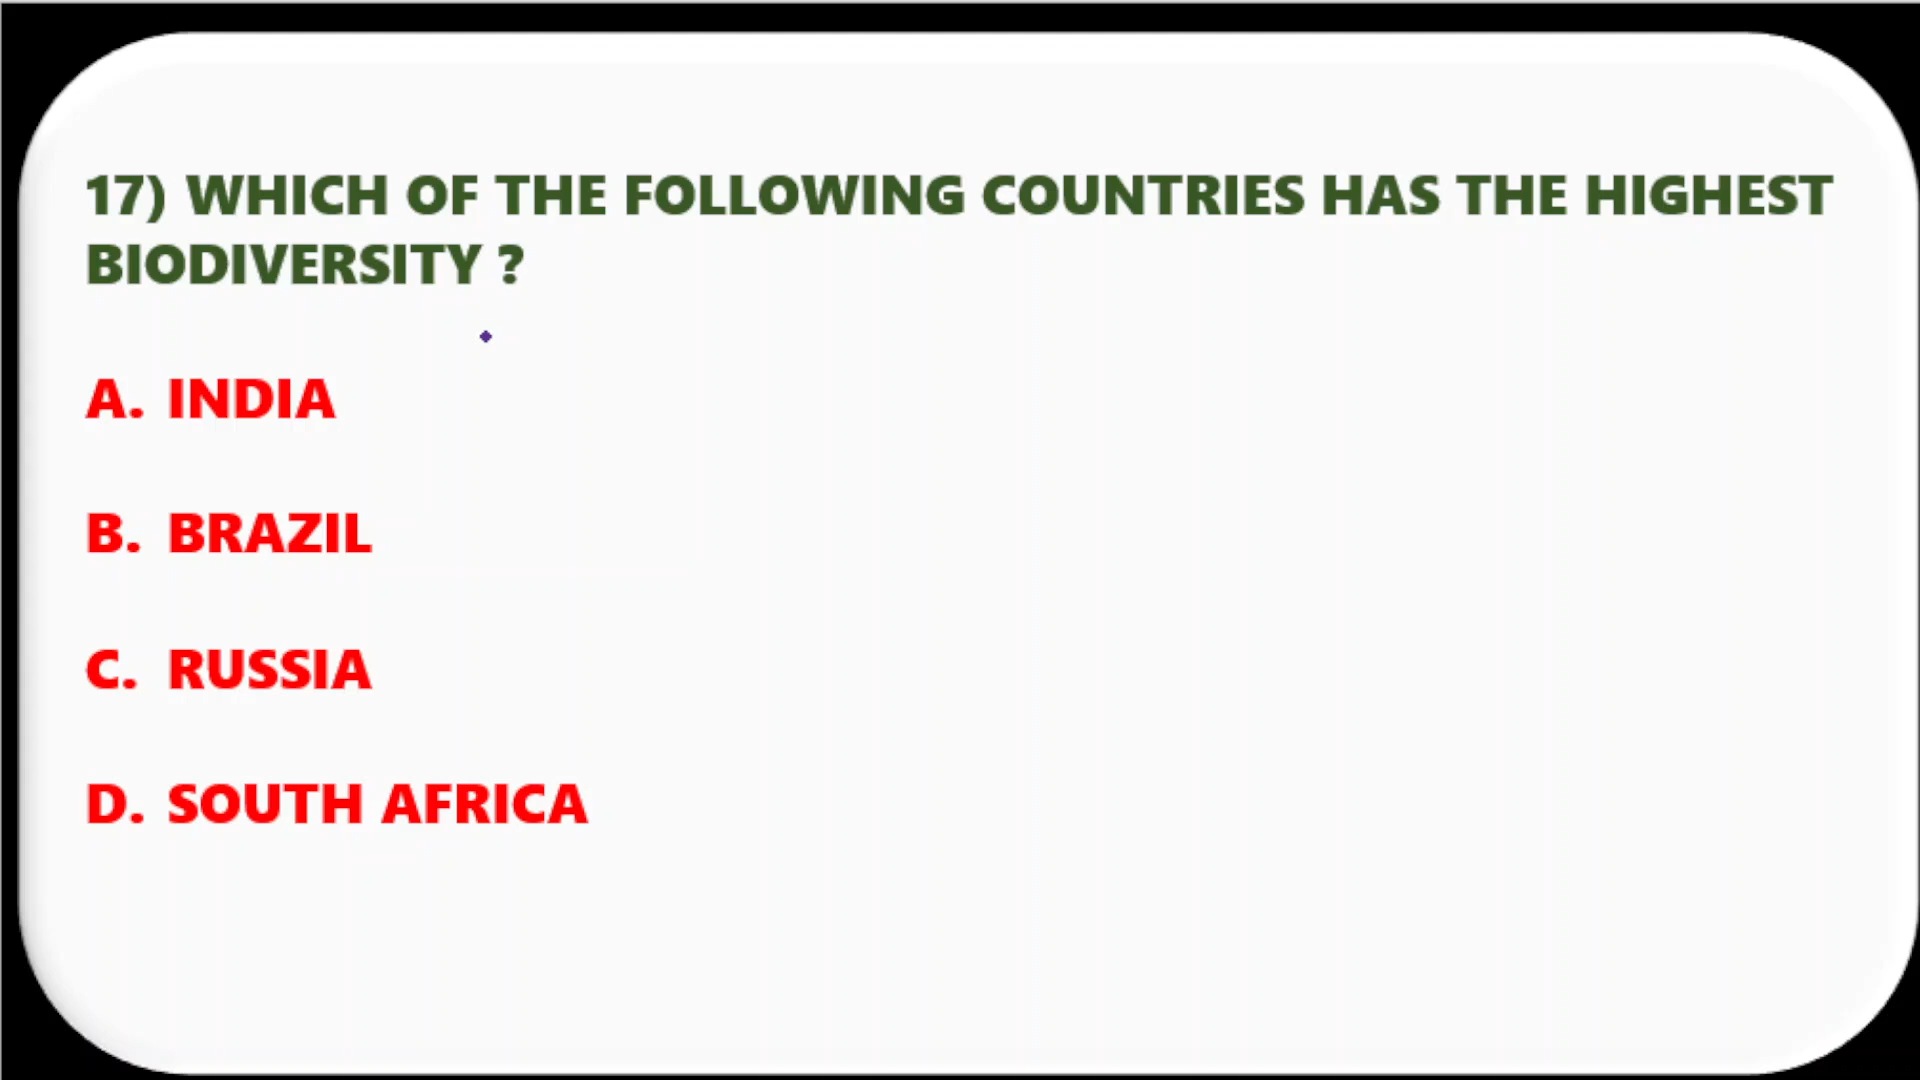 17) WHICH OF THE FOLLOWING COUNTRIES HAS THE HIGHEST
BIODIVERSITY ?
A. INDIA
B. BRAZIL
C. RUSSIA
D. SOUTH AFRICA